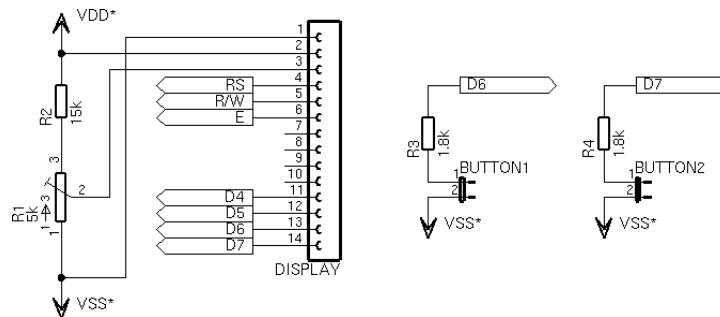 VDD*
R2
15k
3
2
R1
5k
1
3
1
VSS*
1
2
3
4
5
6
7
8
9
10
11
12
13
14
RS
R/W
E
D4
D5
D6
D7
DISPLAY
D6
R3
1.8k
BUTTON1
1
2
VSS*
D7
R4
1.8k
BUTTON2
1
2
VSS*